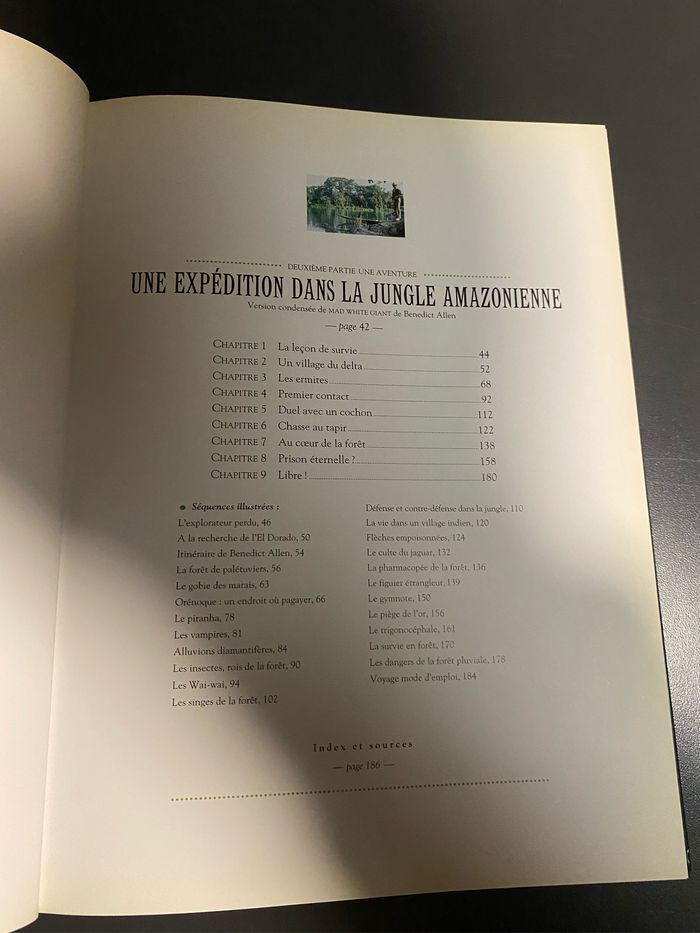 DEUXIÈME PARTIE UNE AVENTURE
UNE EXPÉDITION DANS LA JUNGLE AMAZONIENNE
Version condensée de MAD WHITE GIANT de Benedict Allen
— page 42 —
CHAPITRE 1 La leçon de survie 44
CHAPITRE 2 Un village du delta 52
CHAPITRE 3 Les ermites 68
CHAPITRE 4 Premier contact 92
CHAPITRE 5 Duel avec un cochon 112
CHAPITRE 6 Chasse au tapir 122
CHAPITRE 7 Au cœur de la forêt 138
CHAPITRE 8 Prison éternelle ? 158
CHAPITRE 9 Libre ! 180
Séquences illustrées :
L'explorateur perdu, 46
A la recherche de l'El Dorado, 50
Itinéraire de Benedict Allen, 54
La forêt de palétuviers, 56
Le gobie des marais, 63
Orénoque : un endroit où pagayer, 66
Le piranha, 78
Les vampires, 81
Alluvions diamantifères, 84
Les insectes, rois de la forêt, 90
Les Wai-wai, 94
Les singes de la forêt, 102
Défense et contre-défense dans la jungle, 110
La vie dans un village indien, 120
Flèches empoisonnées, 124
Le culte du jaguar, 132
La pharmacopée de la forêt, 136
Le figuier étrangleur, 139
Le gymnote, 150
Le piège de l'or, 156
Le trigonocéphale, 161
La survie en forêt, 170
Les dangers de la forêt pluviale, 178
Voyage mode d'emploi, 184
Index et sources
— page 186 —